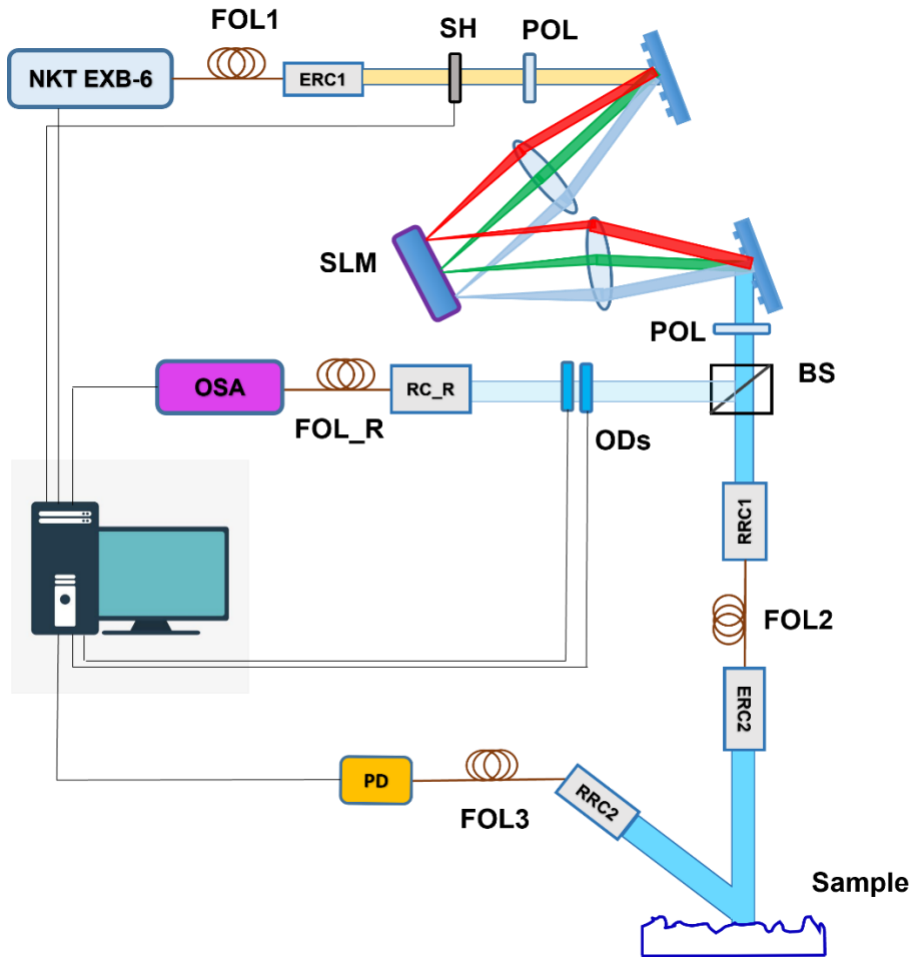 FOL1
SH
POL
NKT EXB-6
ERC1
SLM
POL
BS
OSA
RC_R
FOL_R
ODs
RRC1
FOL2
ERC2
PD
FOL3
RRC2
Sample